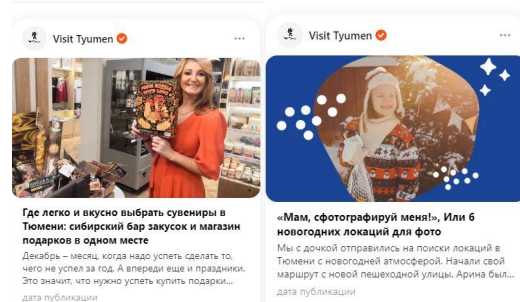 Visit Tyumen
Где легко и вкусно выбрать сувениры в
Тюмени: сибирский бар закусок и магазин
подарков в одном месте
Декабрь – месяц, когда надо успеть сделать то,
чего не успел за год. А впереди еще и праздники.
Это значит, что нужно успеть купить подарки...
дата публикации
Visit Tyumen
«Мам, сфотографируй меня!», Или 6
новогодних локаций для фото
Мы с дочкой отправились на поиски локаций в
Тюмени с новогодней атмосферой. Начали свой
маршрут с новой пешеходной улицы. Арина был...
дата публикации